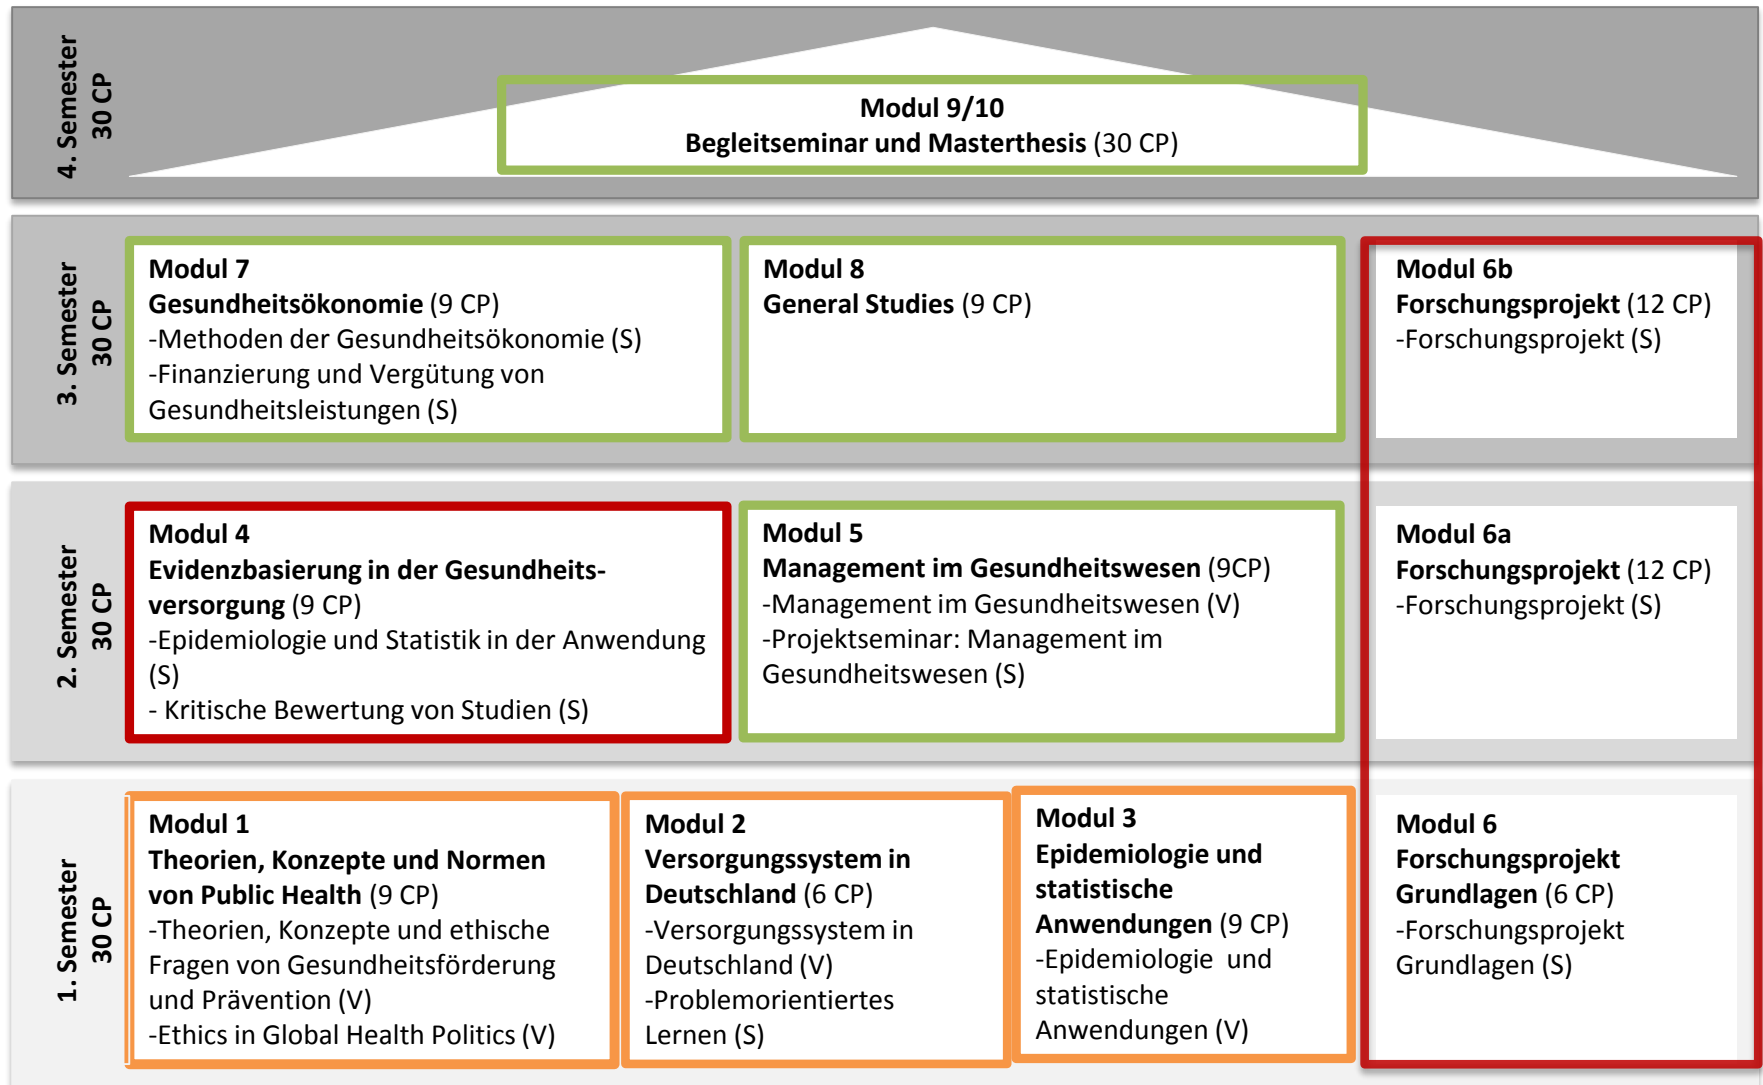 4. Semester
30 CP
Modul 9/10
Begleitseminar und Masterthesis (30 CP)
3. Semester
30 CP
Modul 7
Gesundheitsökonomie (9 CP)
-Methoden der Gesundheitsökonomie (S)
-Finanzierung und Vergütung von
Gesundheitsleistungen (S)
Modul 8
General Studies (9 CP)
Modul 6b
Forschungsprojekt (12 CP)
-Forschungsprojekt (S)
2. Semester
30 CP
Modul 4
Evidenzbasierung in der Gesundheits-
versorgung (9 CP)
-Epidemiologie und Statistik in der Anwendung
(S)
- Kritische Bewertung von Studien (S)
Modul 5
Management im Gesundheitswesen (9CP)
-Management im Gesundheitswesen (V)
-Projektseminar: Management im
Gesundheitswesen (S)
Modul 6a
Forschungsprojekt (12 CP)
-Forschungsprojekt (S)
1. Semester
30 CP
Modul 1
Theorien, Konzepte und Normen
von Public Health (9 CP)
-Theorien, Konzepte und ethische
Fragen von Gesundheitsförderung
und Prävention (V)
-Ethics in Global Health Politics (V)
Modul 2
Versorgungssystem in
Deutschland (6 CP)
-Versorgungssystem in
Deutschland (V)
-Problemorientiertes
Lernen (S)
Modul 3
Epidemiologie und
statistische
Anwendungen (9 CP)
-Epidemiologie und
statistische
Anwendungen (V)
Modul 6
Forschungsprojekt
Grundlagen (6 CP)
-Forschungsprojekt
Grundlagen (S)